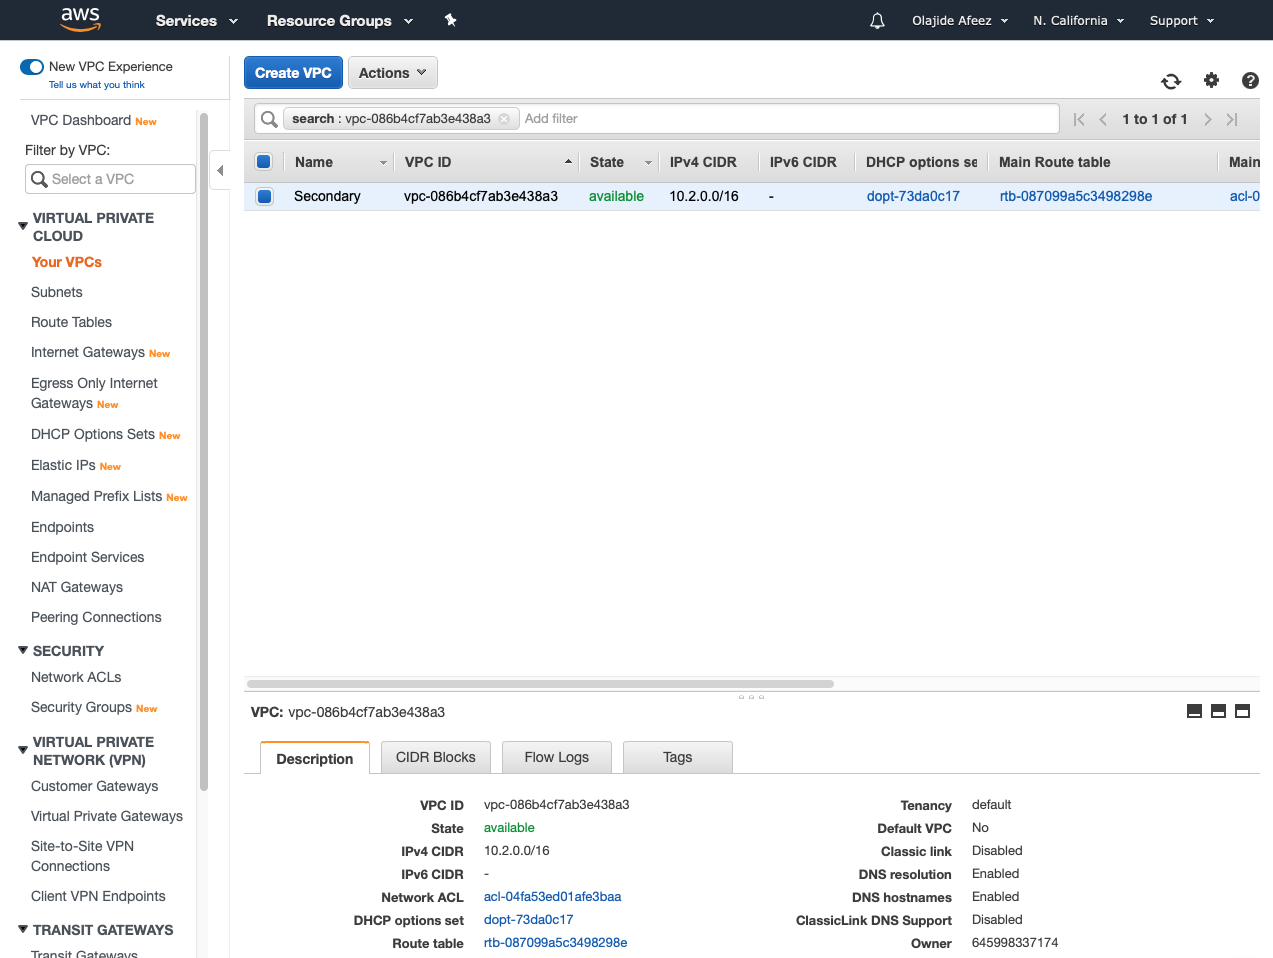 aws
Services
Resource Groups
Olajide Afeez
N. California
Support
New VPC Experience
Tell us what you think
VPC Dashboard New
Filter by VPC:
Select a VPC
VIRTUAL PRIVATE
CLOUD
Your VPCs
Subnets
Route Tables
Internet Gateways New
Egress Only Internet
Gateways New
DHCP Options Sets New
Elastic IPs New
Managed Prefix Lists New
Endpoints
Endpoint Services
NAT Gateways
Peering Connections
SECURITY
Network ACLs
Security Groups New
VIRTUAL PRIVATE
NETWORK (VPN)
Customer Gateways
Virtual Private Gateways
Site-to-Site VPN
Connections
Client VPN Endpoints
TRANSIT GATEWAYS
Transit Gateways
Create VPC
Actions
search : vpc-086b4cf7ab3e438a3
Add filter
1 to 1 of 1
Name VPC ID State IPv4 CIDR IPv6 CIDR DHCP options se Main Route table Main
Secondary vpc-086b4cf7ab3e438a3 available 10.2.0.0/16 - dopt-73da0c17 rtb-087099a5c3498298e acl-0
VPC: vpc-086b4cf7ab3e438a3
Description CIDR Blocks Flow Logs Tags
VPC ID vpc-086b4cf7ab3e438a3
State available
IPv4 CIDR 10.2.0.0/16
IPv6 CIDR -
Network ACL acl-04fa53ed01afe3baa
DHCP options set dopt-73da0c17
Route table rtb-087099a5c3498298e
Tenancy default
Default VPC No
Classic link Disabled
DNS resolution Enabled
DNS hostnames Enabled
ClassicLink DNS Support Disabled
Owner 645998337174